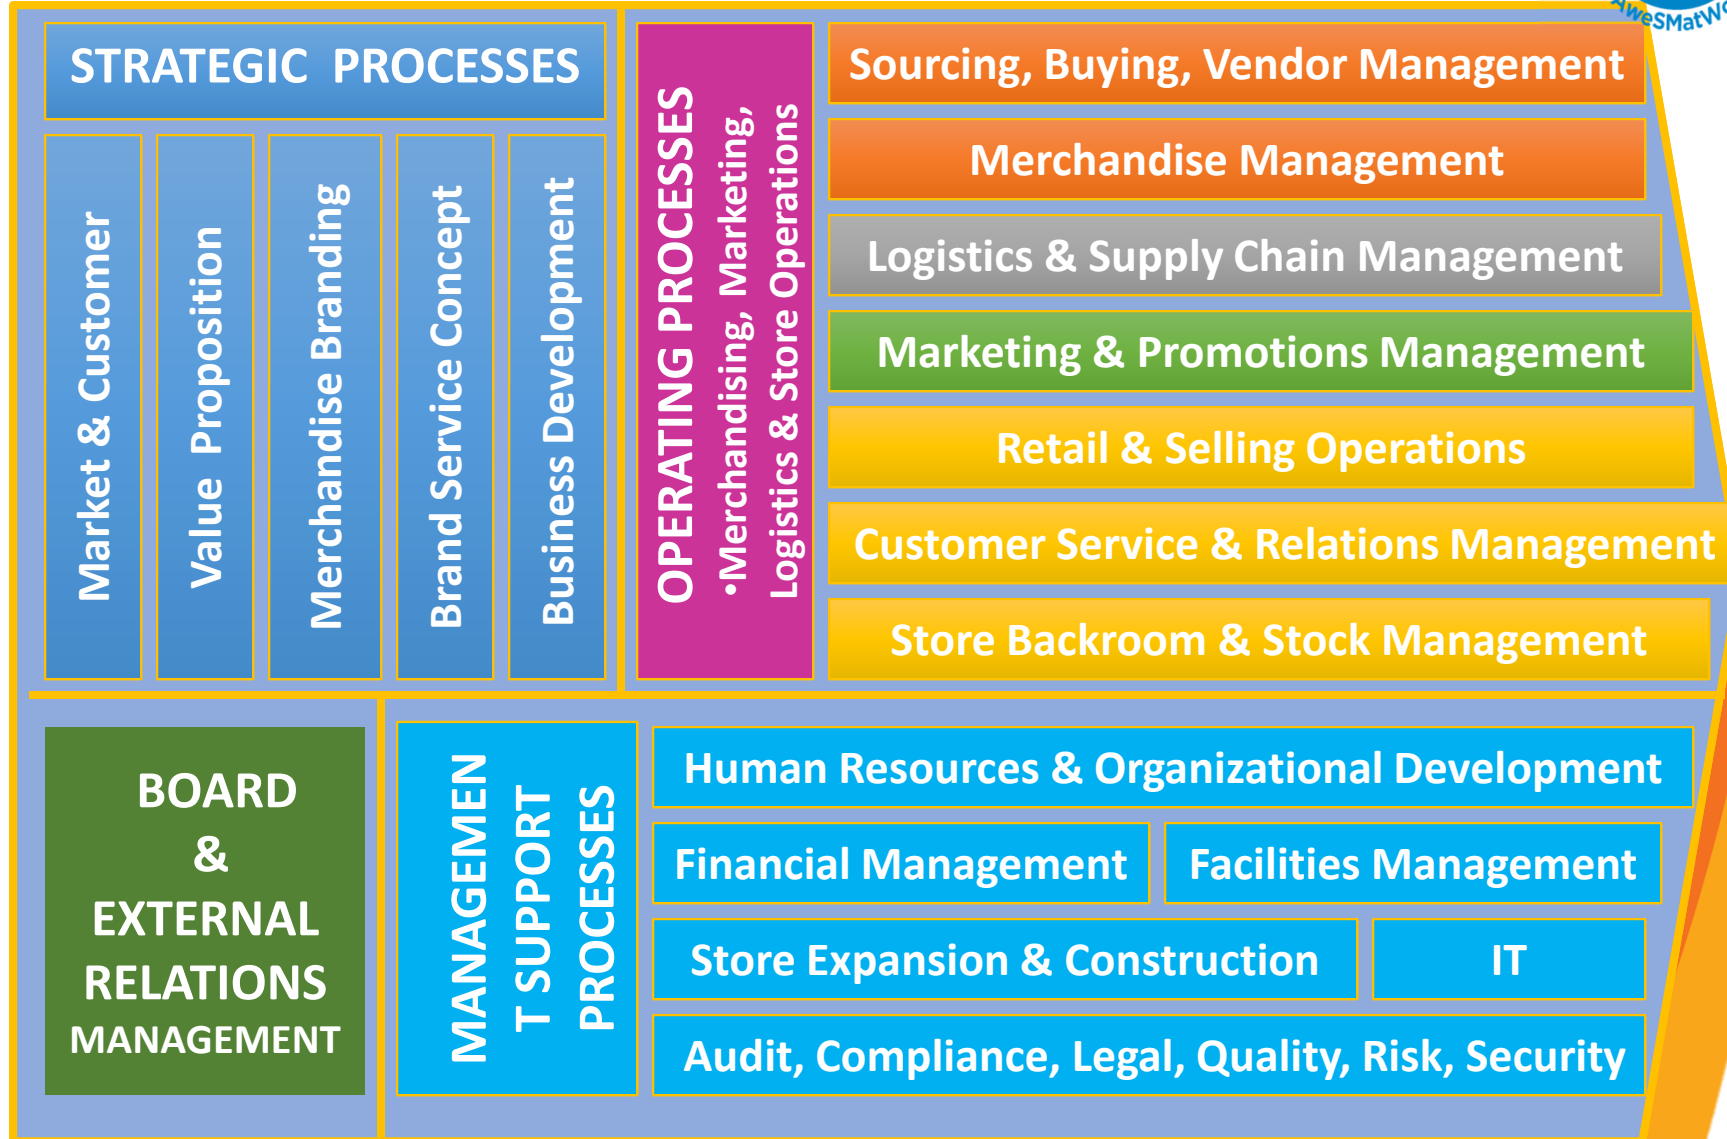 STRATEGIC PROCESSES
Market & Customer
Value Proposition
Merchandise Branding
Brand Service Concept
Business Development
OPERATING PROCESSES
•Merchandising, Marketing,
Logistics & Store Operations
Sourcing, Buying, Vendor Management
Merchandise Management
Logistics & Supply Chain Management
Marketing & Promotions Management
Retail & Selling Operations
Customer Service & Relations Management
Store Backroom & Stock Management
BOARD
&
EXTERNAL
RELATIONS
MANAGEMENT
MANAGEMEN
T SUPPORT
PROCESSES
Human Resources & Organizational Development
Financial Management
Facilities Management
Store Expansion & Construction
IT
Audit, Compliance, Legal, Quality, Risk, Security